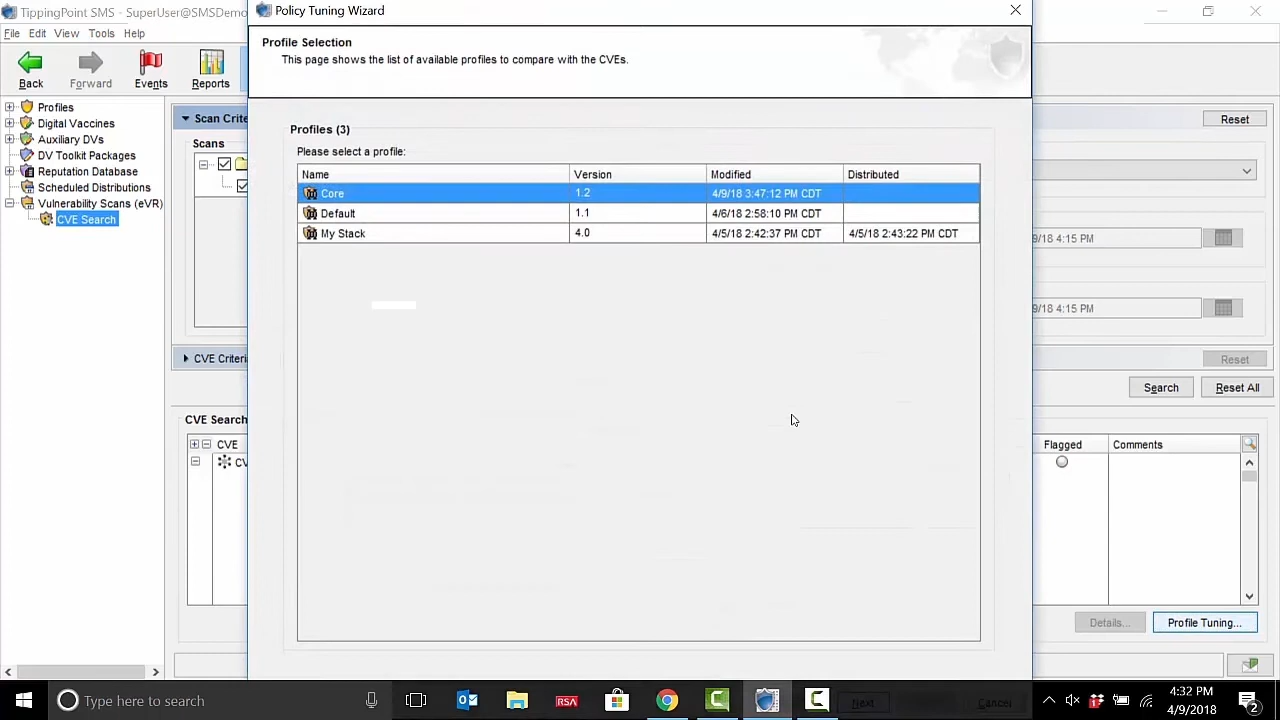 TippingPoint SMS - SuperUser@SMSDemo
Policy Tuning Wizard
File Edit View Tools Help
Profile Selection
This page shows the list of available profiles to compare with the CVEs.
Back Forward Events Reports
Profiles
Digital Vaccines
Auxiliary DVs
DV Toolkit Packages
Reputation Database
Scheduled Distributions
Vulnerability Scans (eVR)
CVE Search
Scan Crite
Reset
Scans
Profiles (3)
Please select a profile:
Name Version Modified Distributed
Core 1.2 4/9/18 3:47:12 PM CDT
Default 1.1 4/6/18 2:58:10 PM CDT
My Stack 4.0 4/5/18 2:42:37 PM CDT 4/5/18 2:43:22 PM CDT
9/18 4:15 PM
9/18 4:15 PM
CVE Criteri
Reset
Search Reset All
CVE Search
CVE
CV
Flagged Comments
Details... Profile Tuning...
Next Cancel
Type here to search
RSA
4:32 PM
4/9/2018
2